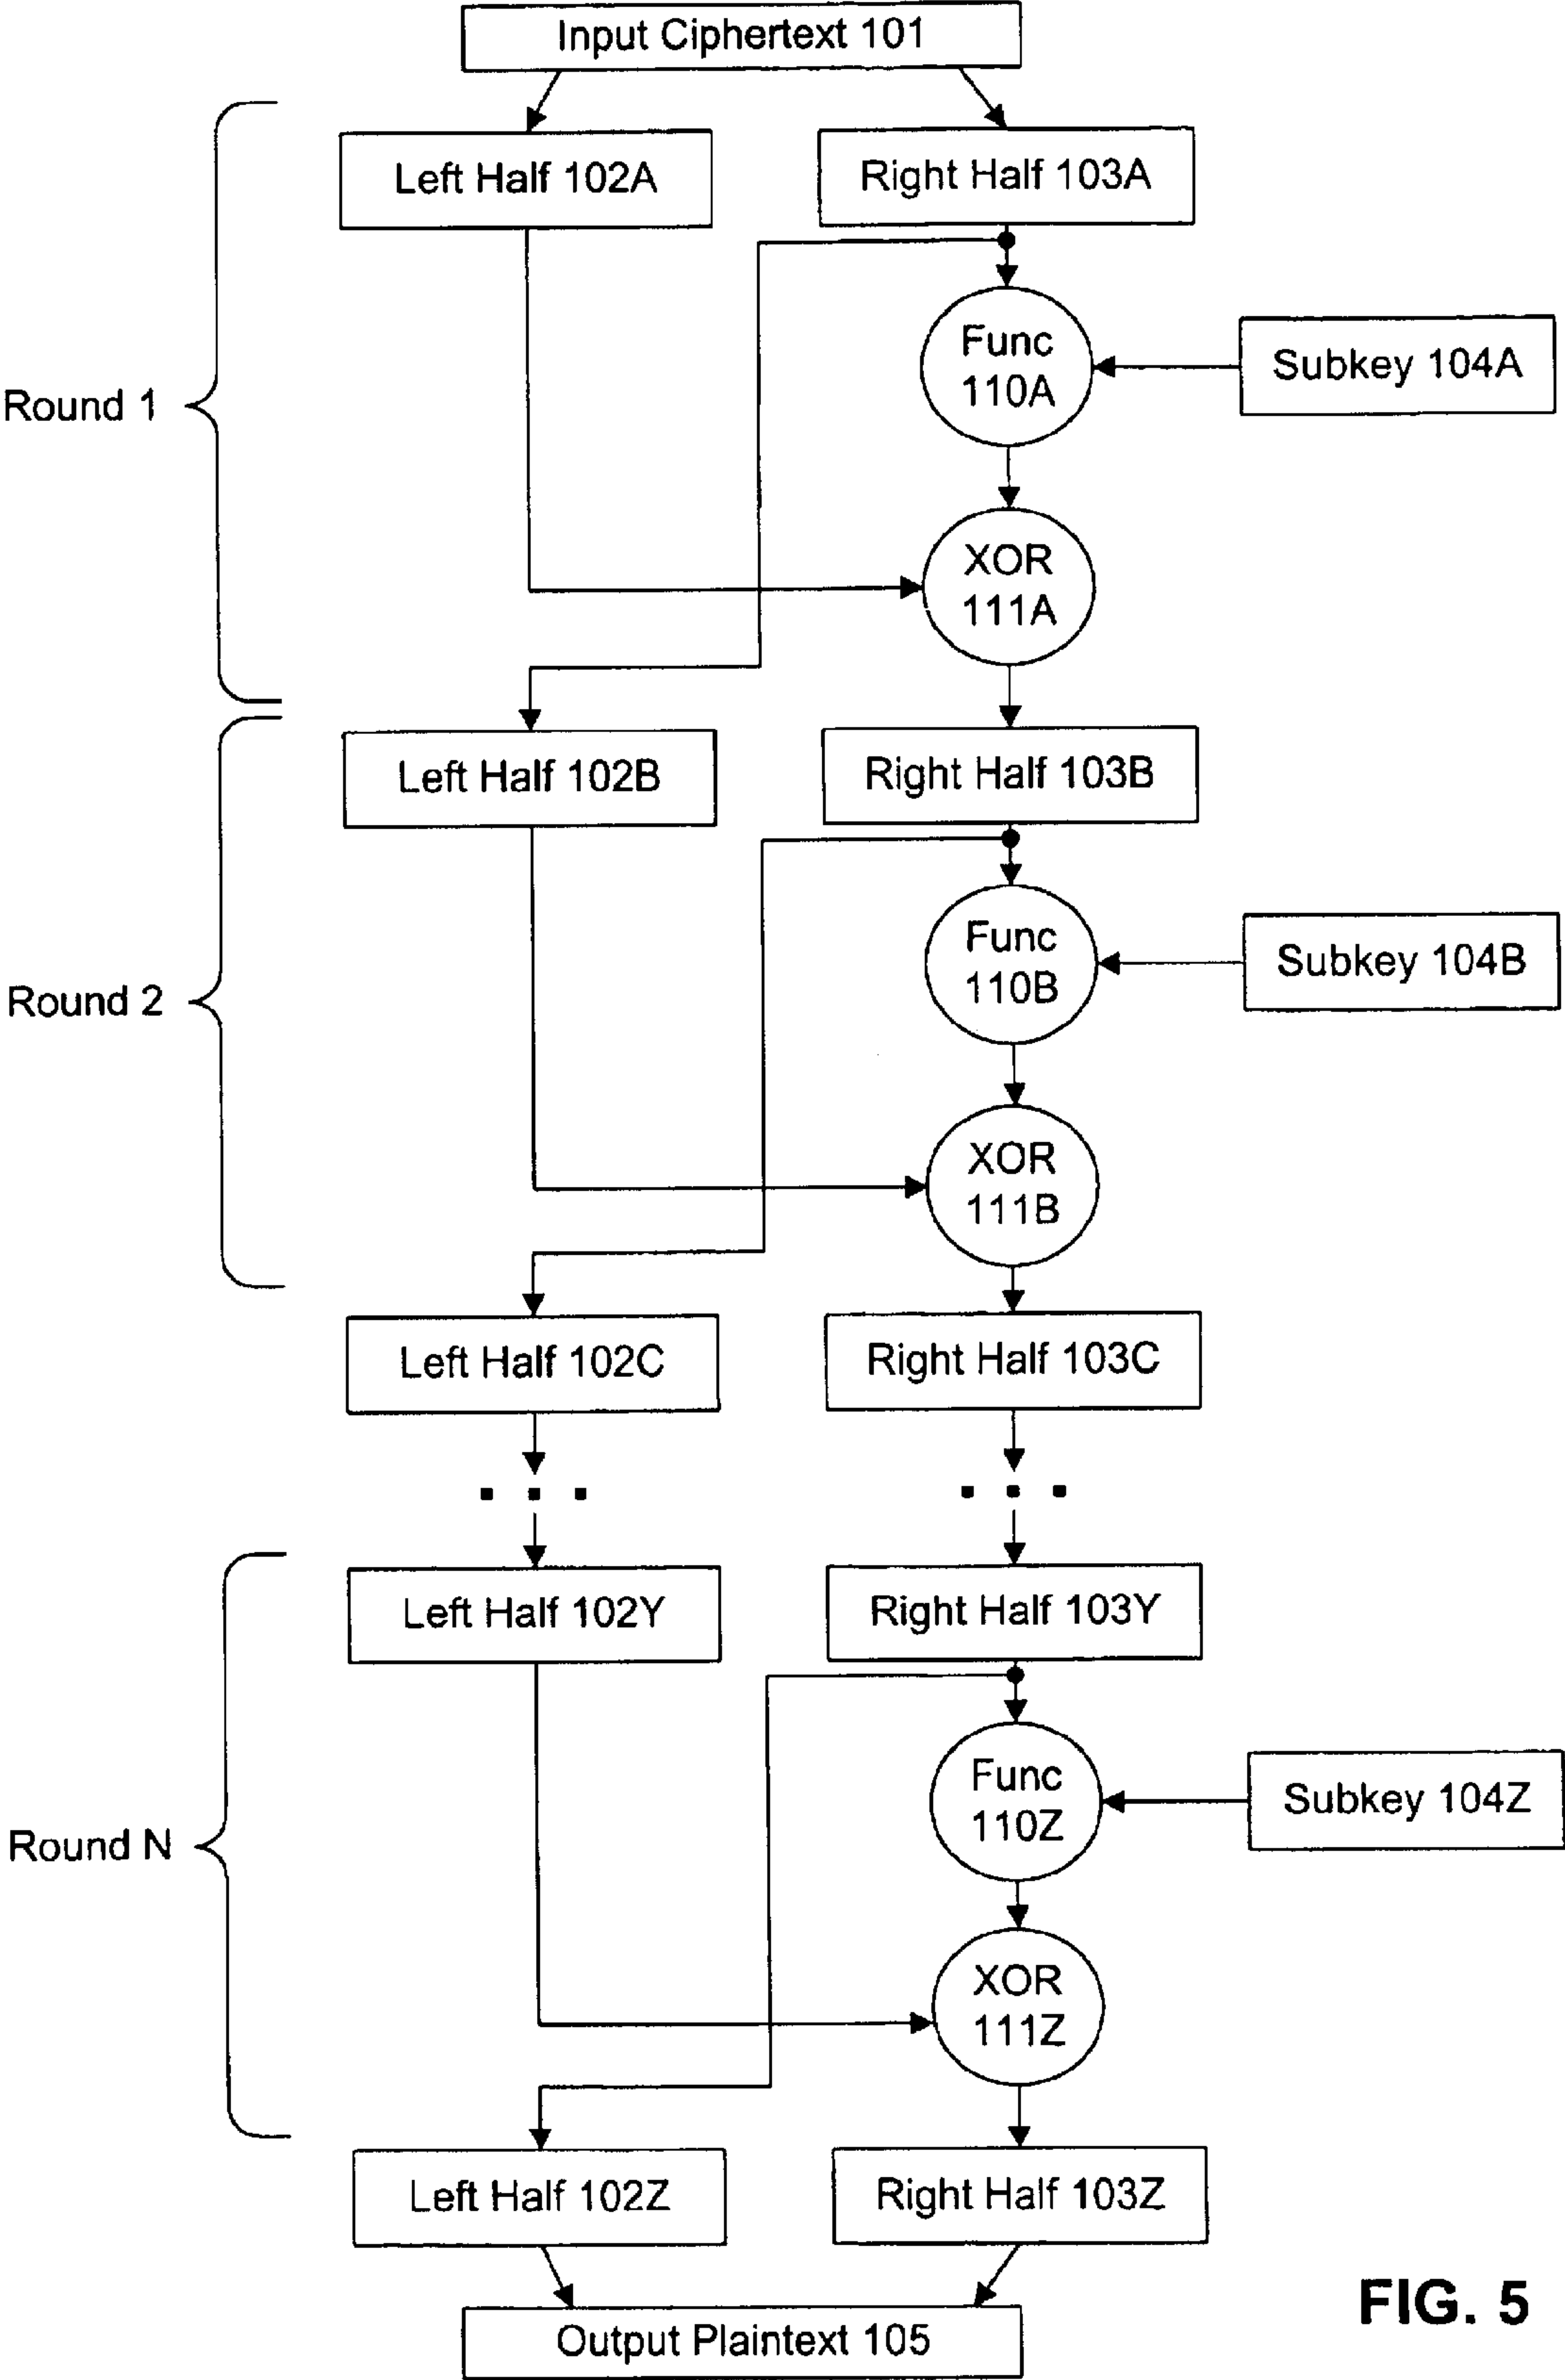 Input Ciphertext 101
Left Half 102A
Right Half 103A
Func
110A
Subkey 104A
Round 1
XOR
111A
Left Half 102B
Right Half 103B
Func
110B
Subkey 104B
Round 2
XOR
111B
Left Half 102C
Right Half 103C
. . .
. . .
Left Half 102Y
Right Half 103Y
Func
110Z
Subkey 104Z
Round N
XOR
111Z
Left Half 102Z
Right Half 103Z
Output Plaintext 105
FIG. 5